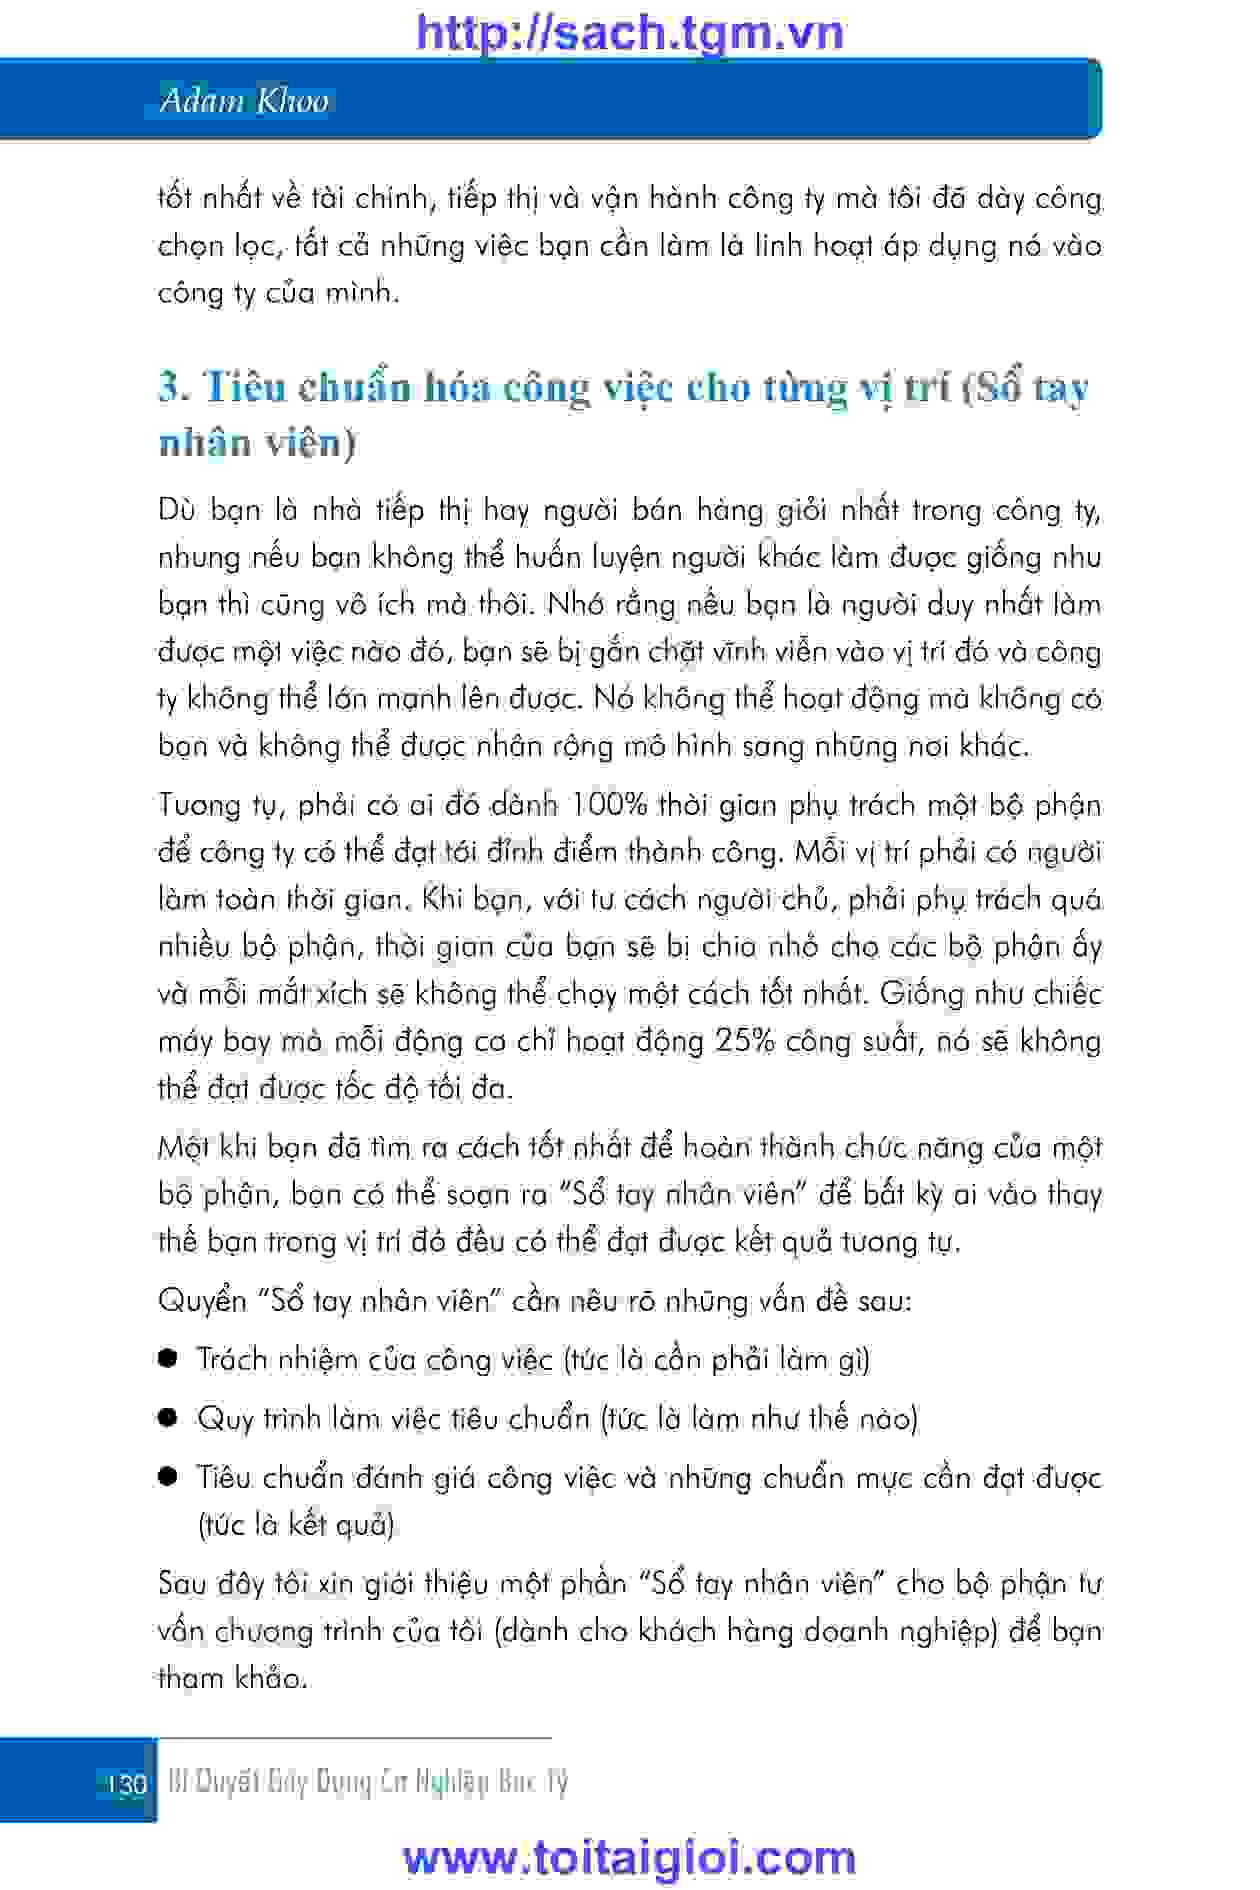 http://sach.tgm.vn
Adam Khoo
tốt nhất về tài chính, tiếp thị và vận hành công ty mà tôi đã dày công
chọn lọc, tất cả những việc bạn cần làm là linh hoạt áp dụng nó vào
công ty của mình.
3. Tiêu chuẩn hóa công việc cho từng vị trí (Sổ tay
nhân viên)
Dù bạn là nhà tiếp thị hay người bán hàng giỏi nhất trong công ty,
nhưng nếu bạn không thể huấn luyện người khác làm được giống như
bạn thì cũng vô ích mà thôi. Nhớ rằng nếu bạn là người duy nhất làm
được một việc nào đó, bạn sẽ bị gắn chặt vĩnh viễn vào vị trí đó và công
ty không thể lớn mạnh lên được. Nó không thể hoạt động mà không có
bạn và không thể được nhân rộng mô hình sang những nơi khác.
Tương tự, phải có ai đó dành 100% thời gian phụ trách một bộ phận
để công ty có thể đạt tới đỉnh điểm thành công. Mỗi vị trí phải có người
làm toàn thời gian. Khi bạn, với tư cách người chủ, phải phụ trách quá
nhiều bộ phận, thời gian của bạn sẽ bị chia nhỏ cho các bộ phận ấy
và mỗi mắt xích sẽ không thể chạy một cách tốt nhất. Giống như chiếc
máy bay mà mỗi động cơ chỉ hoạt động 25% công suất, nó sẽ không
thể đạt được tốc độ tối đa.
Một khi bạn đã tìm ra cách tốt nhất để hoàn thành chức năng của một
bộ phận, bạn có thể soạn ra “Sổ tay nhân viên” để bất kỳ ai vào thay
thế bạn trong vị trí đó đều có thể đạt được kết quả tương tự.
Quyển “Sổ tay nhân viên” cần nêu rõ những vấn đề sau:
● Trách nhiệm của công việc (tức là cần phải làm gì)
● Quy trình làm việc tiêu chuẩn (tức là làm như thế nào)
● Tiêu chuẩn đánh giá công việc và những chuẩn mực cần đạt được
(tức là kết quả)
Sau đây tôi xin giới thiệu một phần “Sổ tay nhân viên” cho bộ phận tư
vấn chương trình của tôi (dành cho khách hàng doanh nghiệp) để bạn
tham khảo.
130 Bí Quyết Gây Dựng Cơ Nghiệp Bạc Tỷ
www.toitaigioi.com